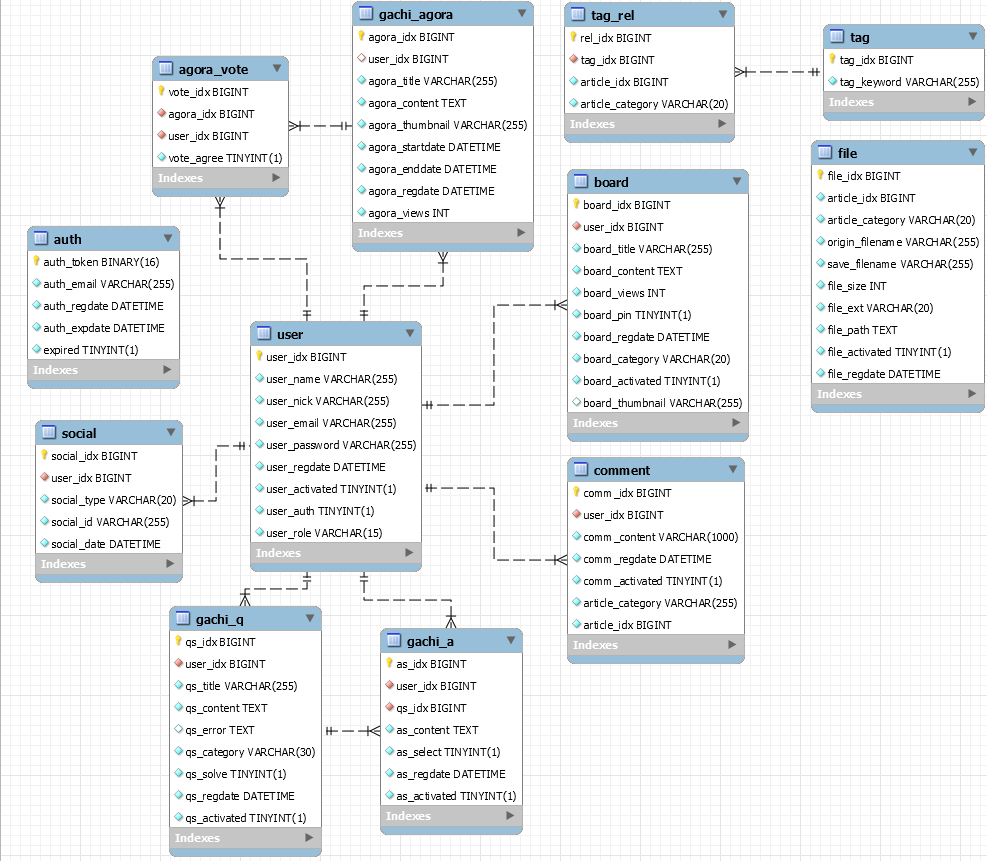 gachi_agora
agora_idx BIGINT
user_idx BIGINT
agora_title VARCHAR(255)
agora_content TEXT
agora_thumbnail VARCHAR(255)
agora_startdate DATETIME
agora_enddate DATETIME
agora_regdate DATETIME
agora_views INT
Indexes
tag_rel
rel_idx BIGINT
tag_idx BIGINT
article_idx BIGINT
article_category VARCHAR(20)
Indexes
tag
tag_idx BIGINT
tag_keyword VARCHAR(255)
Indexes
agora_vote
vote_idx BIGINT
agora_idx BIGINT
user_idx BIGINT
vote_agree TINYINT(1)
Indexes
file
file_idx BIGINT
article_idx BIGINT
article_category VARCHAR(20)
origin_filename VARCHAR(255)
save_filename VARCHAR(255)
file_size INT
file_ext VARCHAR(20)
file_path TEXT
file_activated TINYINT(1)
file_regdate DATETIME
Indexes
board
board_idx BIGINT
user_idx BIGINT
board_title VARCHAR(255)
board_content TEXT
board_views INT
board_pin TINYINT(1)
board_regdate DATETIME
board_category VARCHAR(20)
board_activated TINYINT(1)
board_thumbnail VARCHAR(255)
Indexes
auth
auth_token BINARY(16)
auth_email VARCHAR(255)
auth_regdate DATETIME
auth_expdate DATETIME
expired TINYINT(1)
Indexes
user
user_idx BIGINT
user_name VARCHAR(255)
user_nick VARCHAR(255)
user_email VARCHAR(255)
user_password VARCHAR(255)
user_regdate DATETIME
user_activated TINYINT(1)
user_auth TINYINT(1)
user_role VARCHAR(15)
Indexes
social
social_idx BIGINT
user_idx BIGINT
social_type VARCHAR(20)
social_id VARCHAR(255)
social_date DATETIME
Indexes
comment
comm_idx BIGINT
user_idx BIGINT
comm_content VARCHAR(1000)
comm_regdate DATETIME
comm_activated TINYINT(1)
article_category VARCHAR(255)
article_idx BIGINT
Indexes
gachi_q
qs_idx BIGINT
user_idx BIGINT
qs_title VARCHAR(255)
qs_content TEXT
qs_error TEXT
qs_category VARCHAR(30)
qs_solve TINYINT(1)
qs_regdate DATETIME
qs_activated TINYINT(1)
Indexes
gachi_a
as_idx BIGINT
user_idx BIGINT
qs_idx BIGINT
as_content TEXT
as_select TINYINT(1)
as_regdate DATETIME
as_activated TINYINT(1)
Indexes